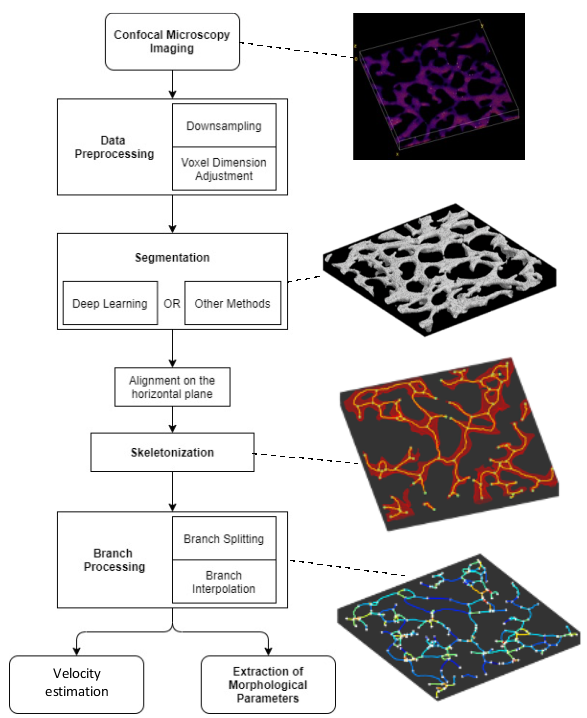 Confocal Microscopy
Imaging
Data
Preprocessing
Downsampling
Voxel Dimension
Adjustment
Segmentation
Deep Learning
OR
Other Methods
Alignment on the
horizontal plane
Skeletonization
Branch
Processing
Branch Splitting
Branch
Interpolation
Velocity
estimation
Extraction of
Morphological
Parameters